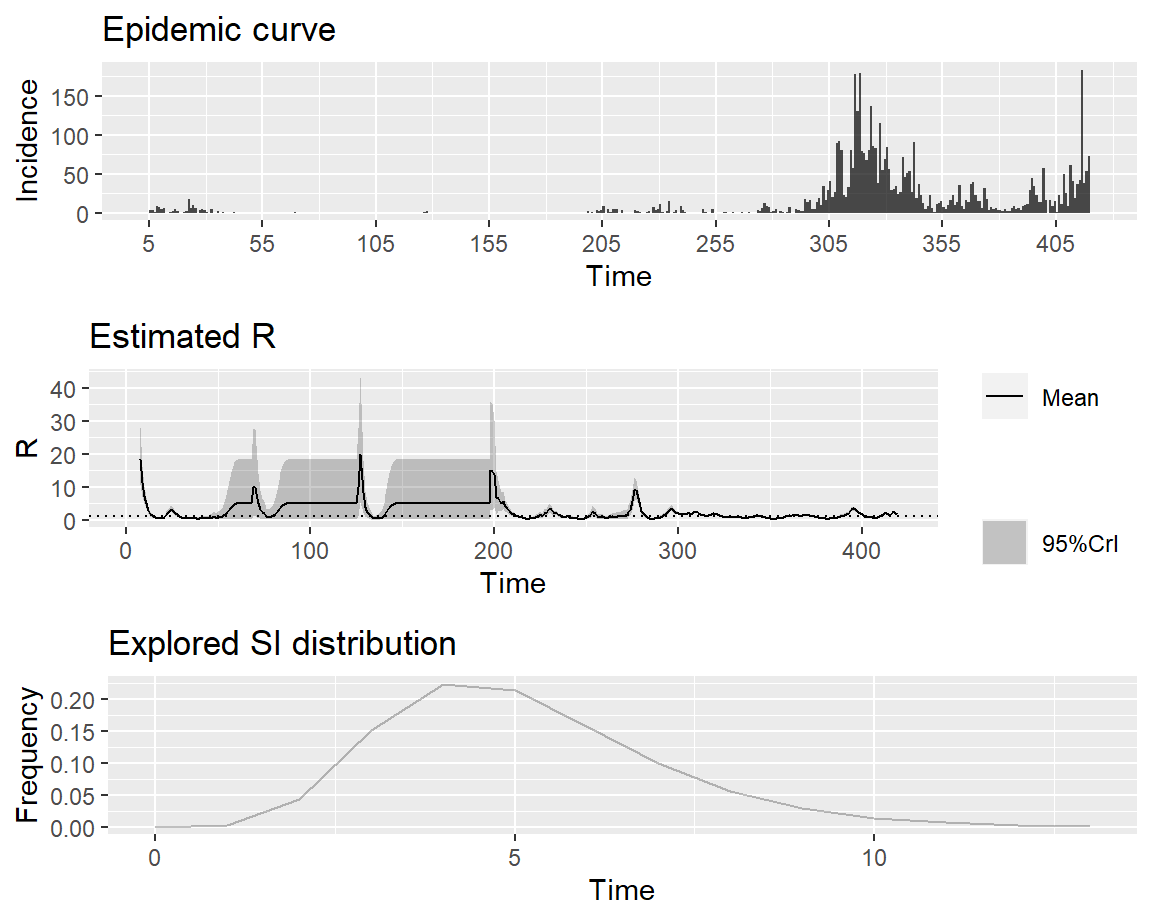 Epidemic curve
Incidence
150
100
50
0
5 55 105 155 205 255 305 355 405
Time
Estimated R
R
40
30
20
10
0
0 100 200 300 400
Time
Mean
95%CrI
Explored SI distribution
Frequency
0.20
0.15
0.10
0.05
0.00
0 5 10
Time